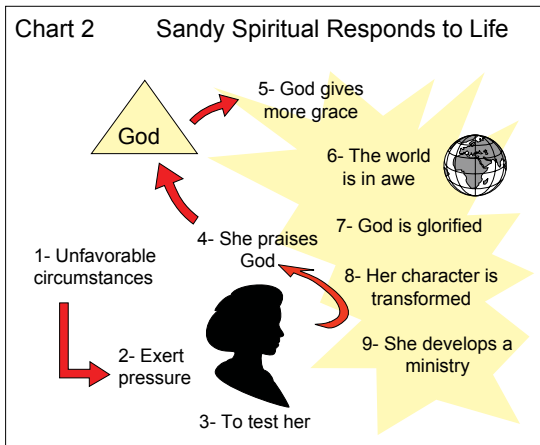 Chart 2
Sandy Spiritual Responds to Life
God
1- Unfavorable
circumstances
2- Exert
pressure
3- To test her
4- She praises
God
5- God gives
more grace
6- The world
is in awe
7- God is glorified
8- Her character is
transformed
9- She develops a
ministry